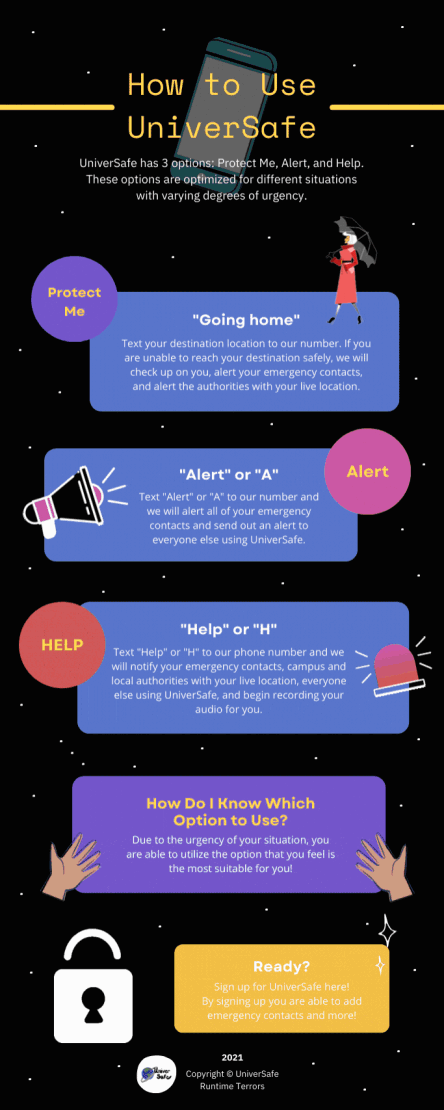 How to Use
UniverSafe
UniverSafe has 3 options: Protect Me, Alert, and Help.
These options are optimized for different situations
with varying degrees of urgency.
Protect
Me
"Going home"
Text your destination location to our number. If you
are unable to reach your destination safely, we will
check up on you, alert your emergency contacts,
and alert the authorities with your live location.
"Alert" or "A"
Alert
Text "Alert" or "A" to our number and
we will alert all of your emergency
contacts and send out an alert to
everyone else using UniverSafe.
HELP
"Help" or "H"
Text "Help" or "H" to our phone number and we
will notify your emergency contacts, campus and
local authorities with your live location, everyone
else using UniverSafe, and begin recording your
audio for you.
How Do I Know Which
Option to Use?
Due to the urgency of your situation, you
are able to utilize the option that you feel is
the most suitable for you!
Ready?
Sign up for UniverSafe here!
By signing up you are able to add
emergency contacts and more!
2021
Copyright © UniverSafe
Runtime Terrors